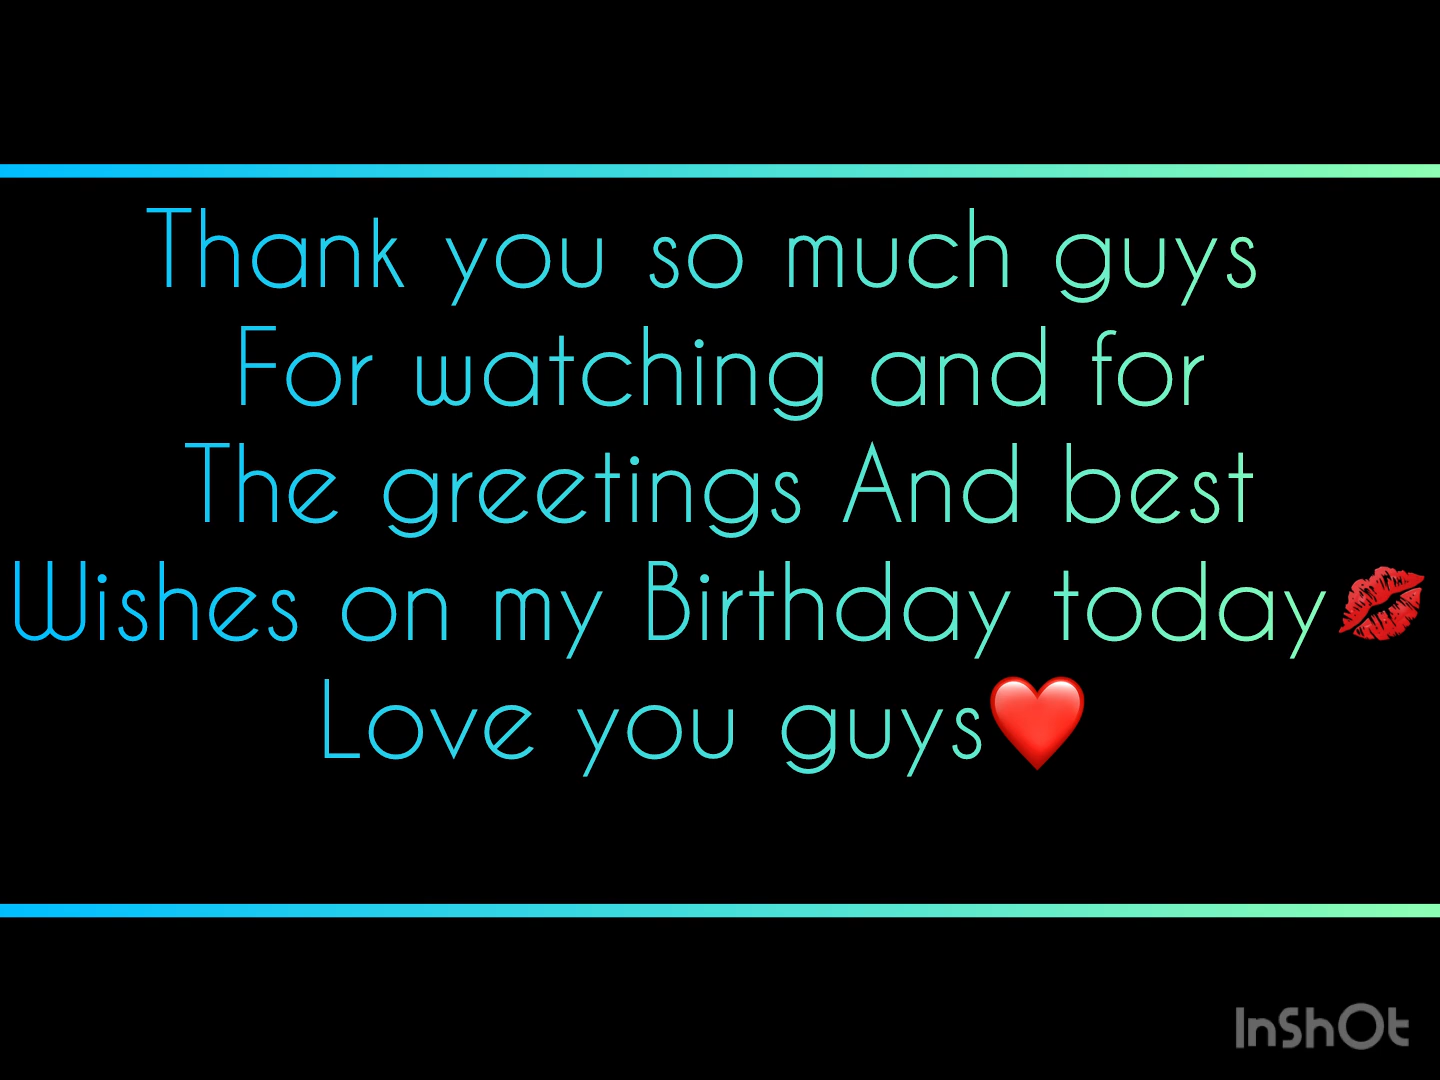 Thank you so much guys
For watching and for
The greetings And best
Wishes on my Birthday today💋
Love you guys❤️
InShOt